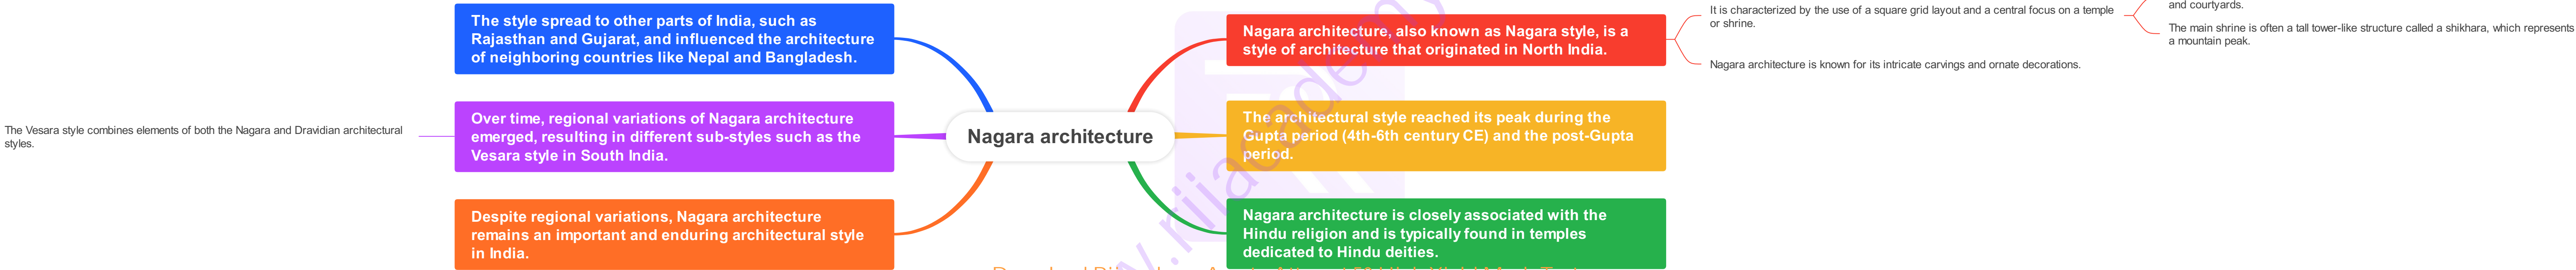 The style spread to other parts of India, such as
Rajasthan and Gujarat, and influenced the architecture
of neighboring countries like Nepal and Bangladesh.
The Vesara style combines elements of both the Nagara and Dravidian architectural
styles.
Over time, regional variations of Nagara architecture
emerged, resulting in different sub-styles such as the
Vesara style in South India.
Despite regional variations, Nagara architecture
remains an important and enduring architectural style
in India.
Nagara architecture
Nagara architecture, also known as Nagara style, is a
style of architecture that originated in North India.
It is characterized by the use of a square grid layout and a central focus on a temple
or shrine.
and courtyards.
The main shrine is often a tall tower-like structure called a shikhara, which represents
a mountain peak.
Nagara architecture is known for its intricate carvings and ornate decorations.
The architectural style reached its peak during the
Gupta period (4th-6th century CE) and the post-Gupta
period.
Nagara architecture is closely associated with the
Hindu religion and is typically found in temples
dedicated to Hindu deities.